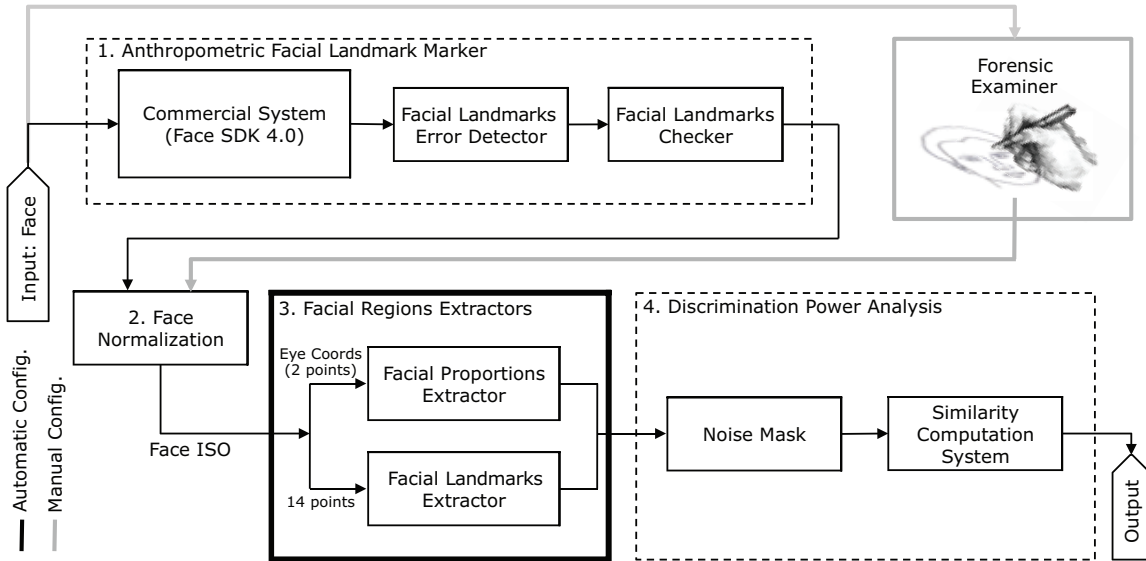 1. Anthropometric Facial Landmark Marker
Commercial System
(Face SDK 4.0)
Facial Landmarks
Error Detector
Facial Landmarks
Checker
Forensic
Examiner
Input: Face
2. Face
Normalization
Face ISO
3. Facial Regions Extractors
Eye Coords
(2 points)
Facial Proportions
Extractor
14 points
Facial Landmarks
Extractor
4. Discrimination Power Analysis
Noise Mask
Similarity
Computation
System
Output
Automatic Config.
Manual Config.